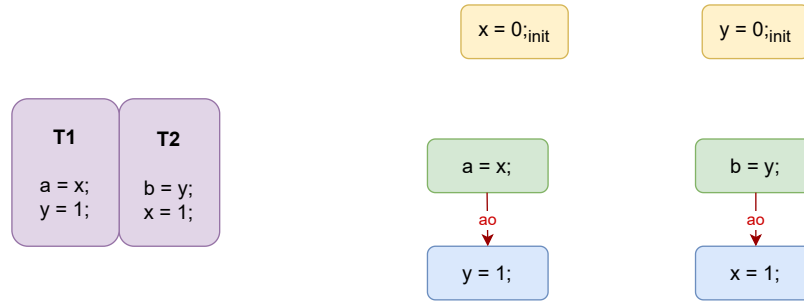 x = 0;init
y = 0;init
T1
T2
a = x;
y = 1;
b = y;
x = 1;
a = x;
b = y;
ao
ao
y = 1;
x = 1;